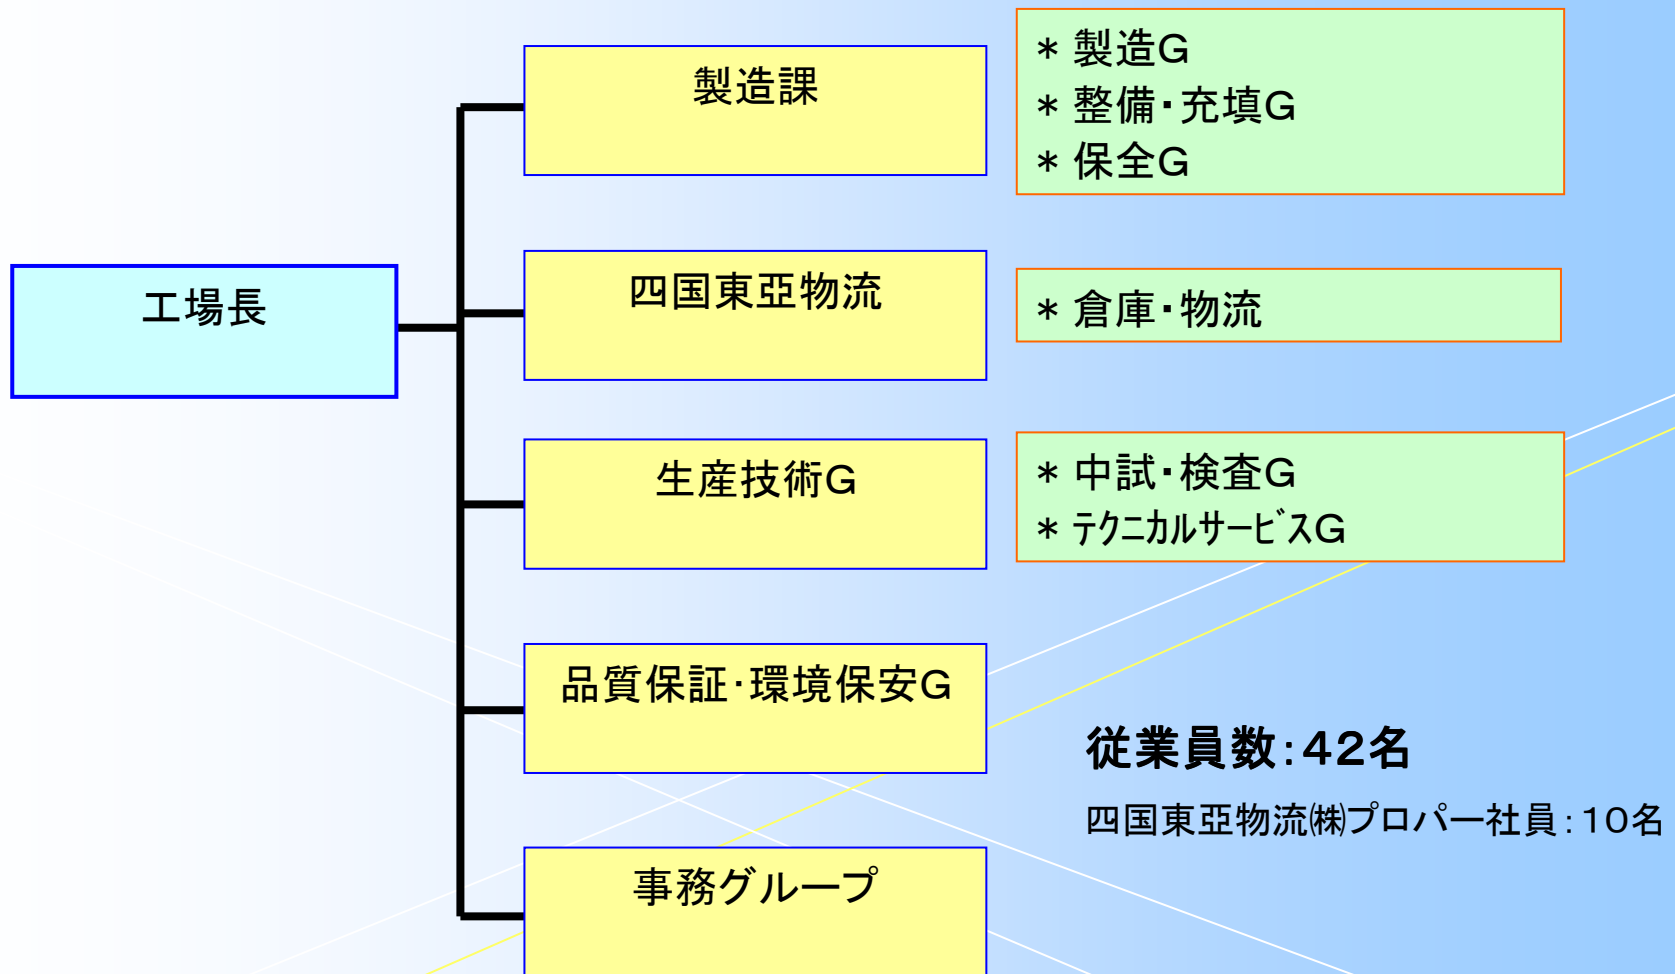 工場長
製造課
* 製造G
* 整備・充填G
* 保全G
四国東亜物流
* 倉庫・物流
生産技術G
* 中試・検査G
* ﾃｸﾆｶﾙｻｰﾋﾞｽG
品質保証・環境保安G
事務グループ
従業員数：４２名
四国東亜物流㈱プロパー社員：１０名